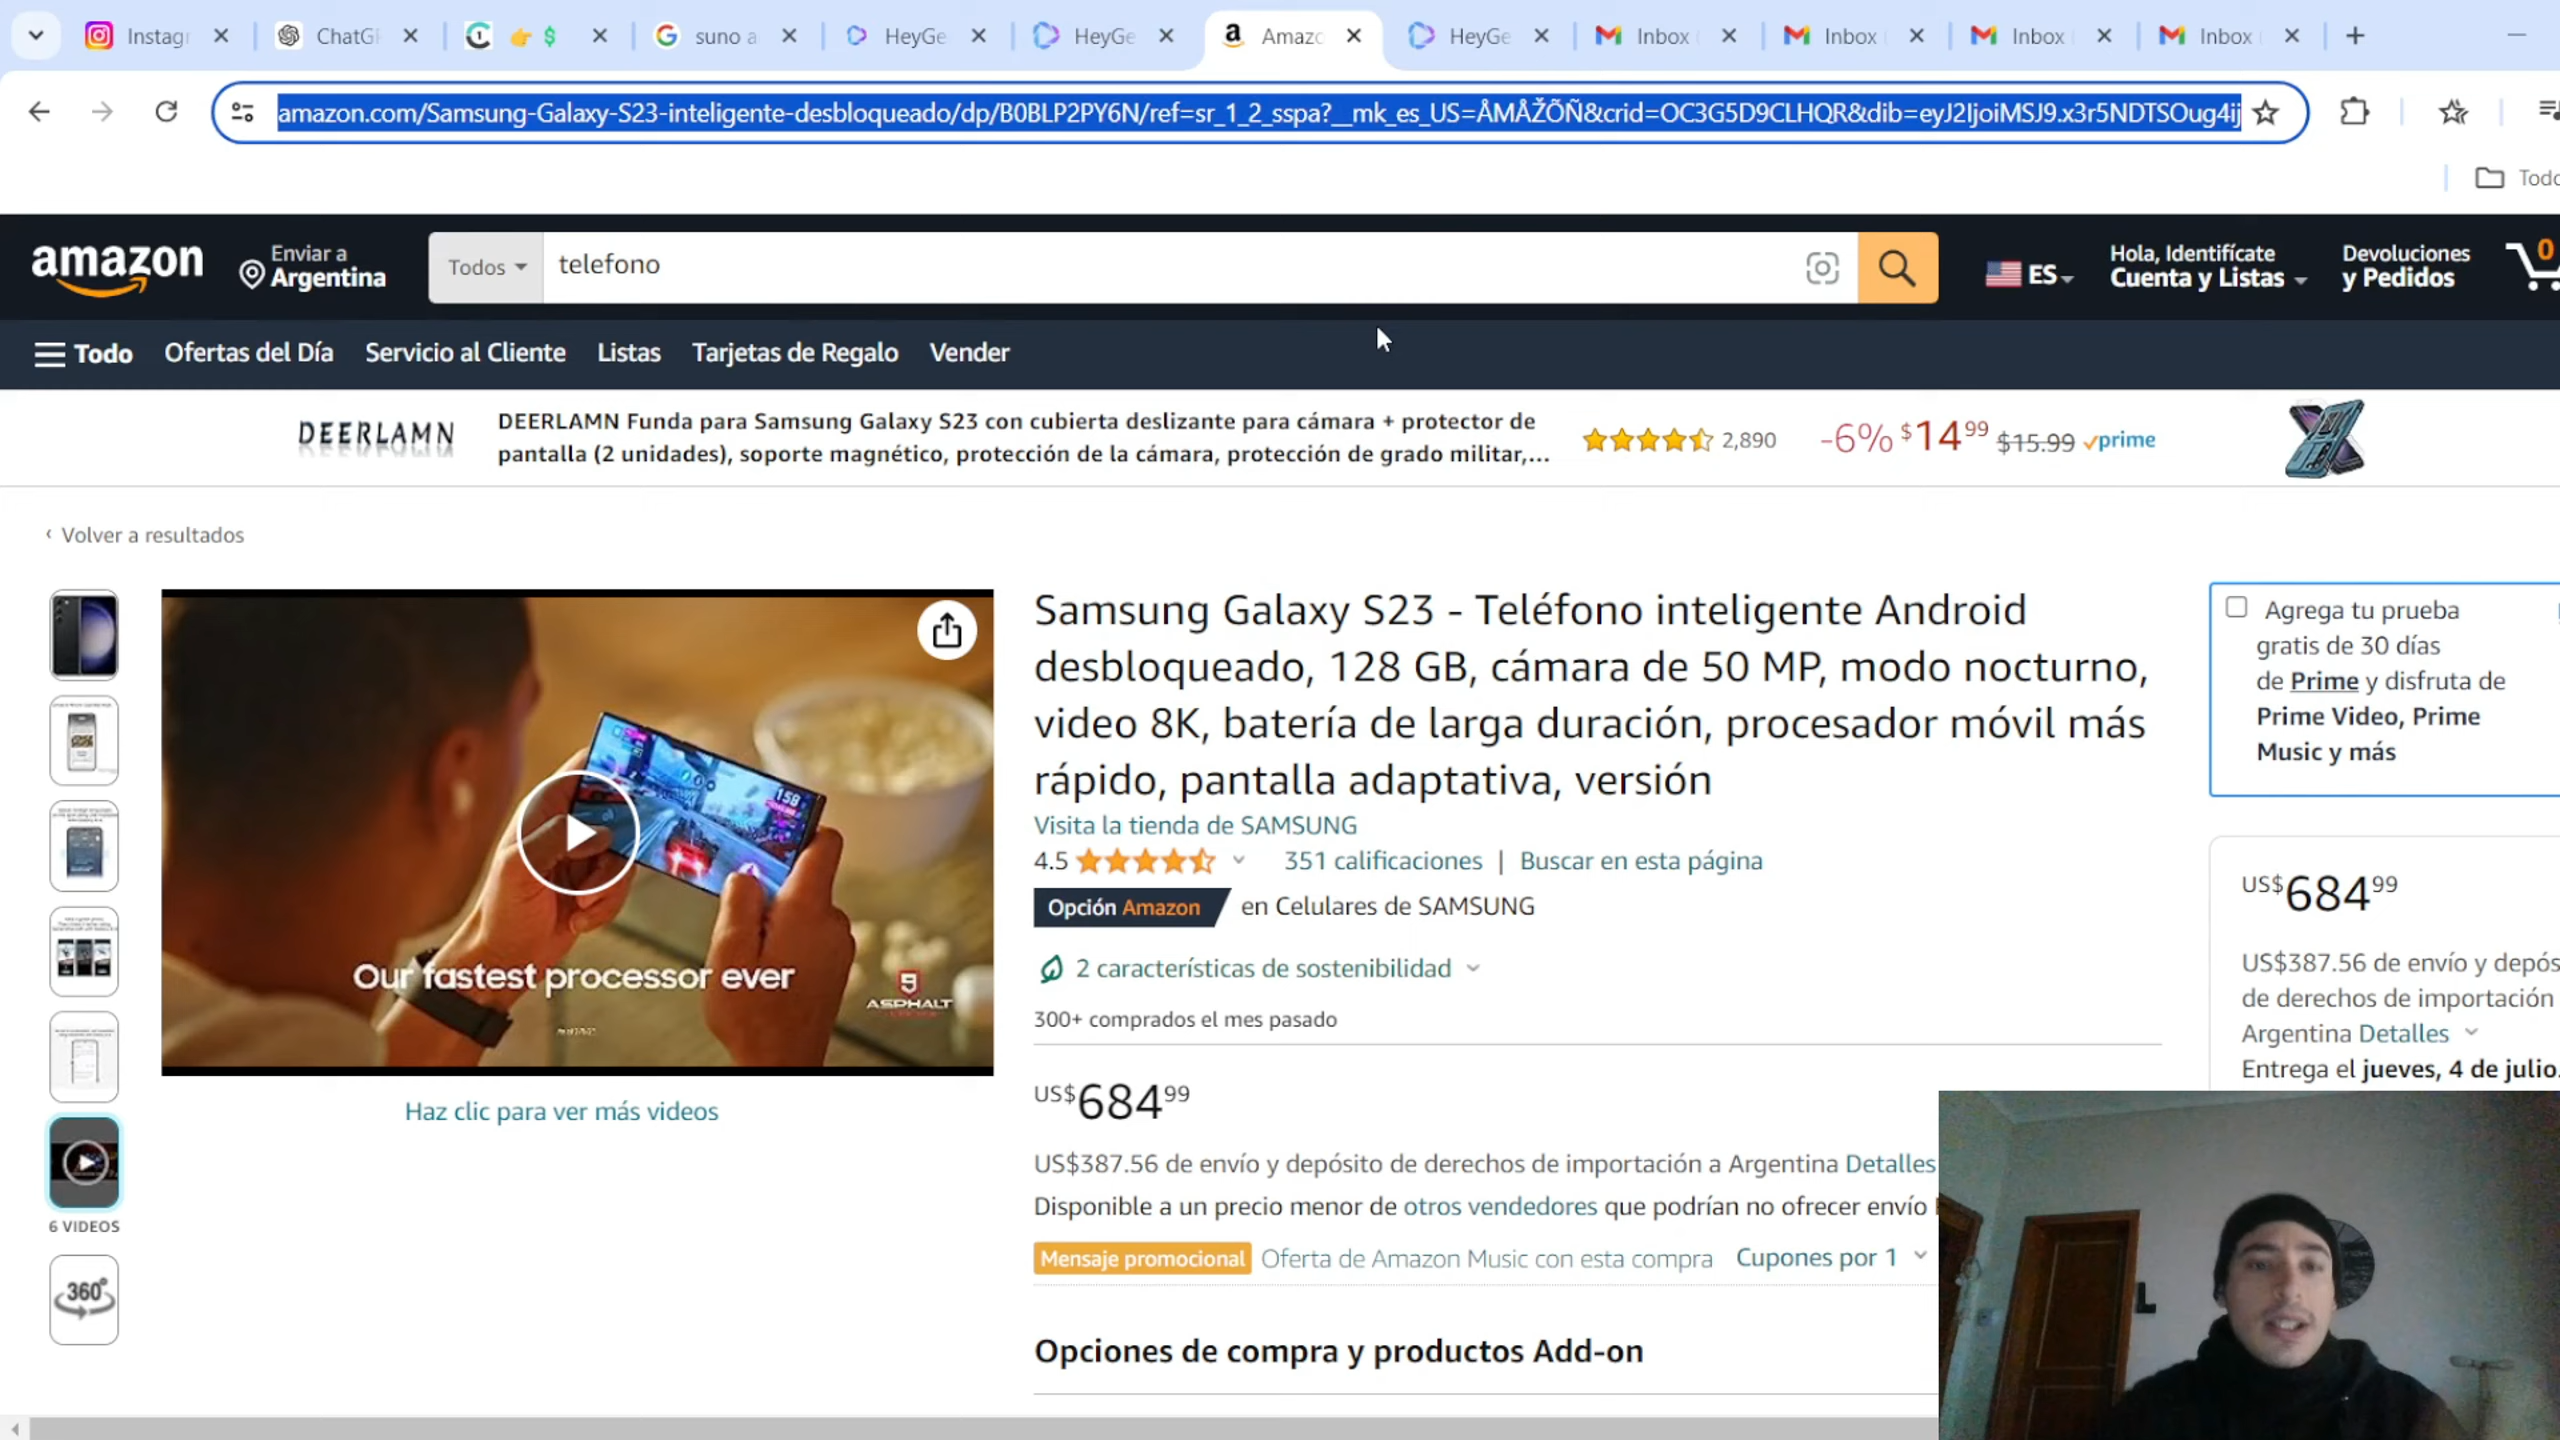 Instagr
ChatG
suno a
HeyGe
HeyGe
Amazo
HeyGe
Inbox
Inbox
Inbox
Inbox
amazon.com/Samsung-Galaxy-S23-inteligente-desbloqueado/dp/B0BLP2PY6N/ref=sr_1_2_sspa?__mk_es_US=ÅMÅŽÕÑ&crid=OC3G5D9CLHQR&dib=eyJ2IjoiMSJ9.x3r5NDTSOug4ij
Todo
amazon
Enviar a
Argentina
Todos
telefono
ES
Hola, Identifícate
Cuenta y Listas
Devoluciones
y Pedidos
0
Todo
Ofertas del Día
Servicio al Cliente
Listas
Tarjetas de Regalo
Vender
DEERLAMN
DEERLAMN Funda para Samsung Galaxy S23 con cubierta deslizante para cámara + protector de
pantalla (2 unidades), soporte magnético, protección de la cámara, protección de grado militar,...
2,890
-6% $14 99 $15.99 prime
‹ Volver a resultados
Samsung Galaxy S23 - Teléfono inteligente Android
desbloqueado, 128 GB, cámara de 50 MP, modo nocturno,
video 8K, batería de larga duración, procesador móvil más
rápido, pantalla adaptativa, versión
Visita la tienda de SAMSUNG
4.5
351 calificaciones | Buscar en esta página
Opción Amazon en Celulares de SAMSUNG
2 características de sostenibilidad
300+ comprados el mes pasado
US$684 99
US$387.56 de envío y depósito de derechos de importación a Argentina Detalles
Disponible a un precio menor de otros vendedores que podrían no ofrecer envío
Mensaje promocional Oferta de Amazon Music con esta compra Cupones por 1
Opciones de compra y productos Add-on
158
Our fastest processor ever
9
ASPHALT
Haz clic para ver más videos
6 VIDEOS
360°
Agrega tu prueba
gratis de 30 días
de Prime y disfruta de
Prime Video, Prime
Music y más
US$684 99
US$387.56 de envío y depós
de derechos de importación
Argentina Detalles
Entrega el jueves, 4 de julio.